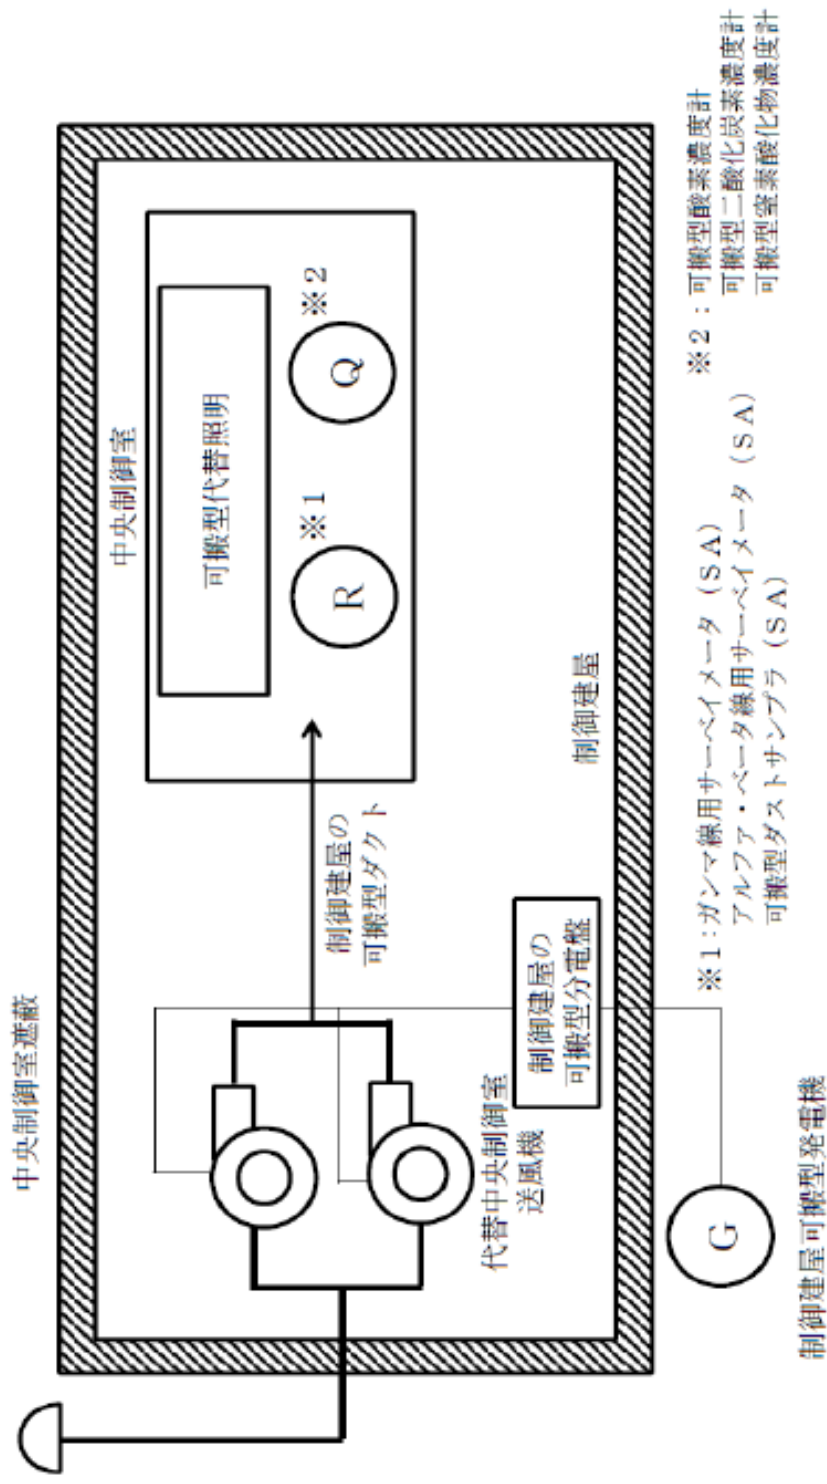 中央制御室遮蔽
中央制御室
可搬型代替照明
R
※1
Q
※2
制御建屋の
可搬型ダクト
代替中央制御室
送風機
制御建屋の
可搬型分電盤
制御建屋
G
制御建屋可搬型発電機
※1:ガンマ線用サーベイメータ(SA)
アルファ・ベータ線用サーベイメータ(SA)
可搬型ダストサンプラ(SA)
※2:可搬型酸素濃度計
可搬型二酸化炭素濃度計
可搬型窒素酸化物濃度計